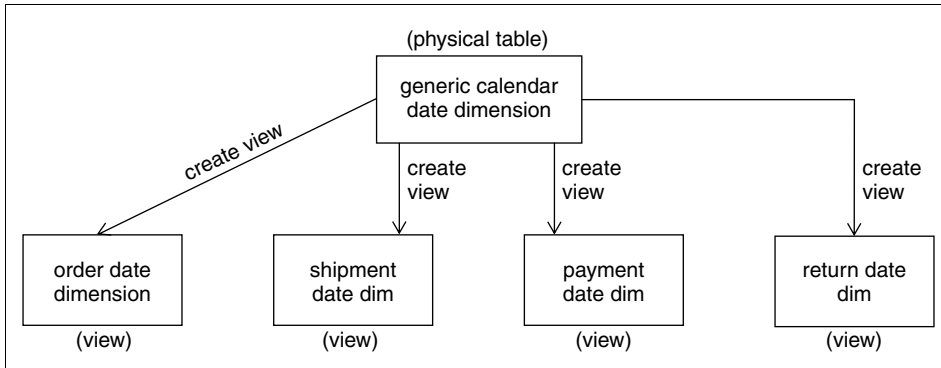 (physical table)
generic calendar
date dimension
create view
create
view
create
view
create
view
order date
dimension
shipment
date dim
payment
date dim
return date
dim
(view)
(view)
(view)
(view)